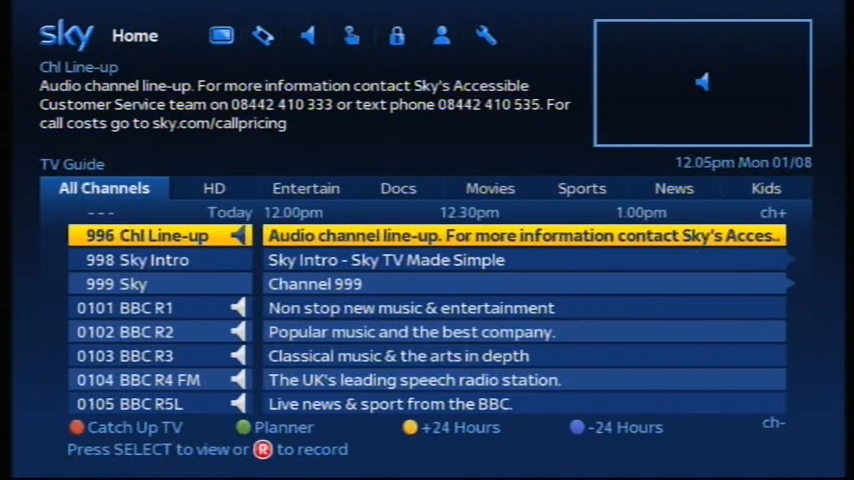 sky Home
Chl Line-up
Audio channel line-up. For more information contact Sky's Accessible
Customer Service team on 08442 410 333 or text phone 08442 410 535. For
call costs go to sky.com/callpricing
TV Guide 12.05pm Mon 01/08
All Channels HD Entertain Docs Movies Sports News Kids
--- Today 12.00pm 12.30pm 1.00pm ch+
996 Chl Line-up Audio channel line-up. For more information contact Sky's Acces...
998 Sky Intro Sky Intro - Sky TV Made Simple
999 Sky Channel 999
0101 BBC R1 Non stop new music & entertainment
0102 BBC R2 Popular music and the best company.
0103 BBC R3 Classical music & the arts in depth
0104 BBC R4 FM The UK's leading speech radio station.
0105 BBC R5L Live news & sport from the BBC.
Catch Up TV Planner +24 Hours -24 Hours ch-
Press SELECT to view or R to record